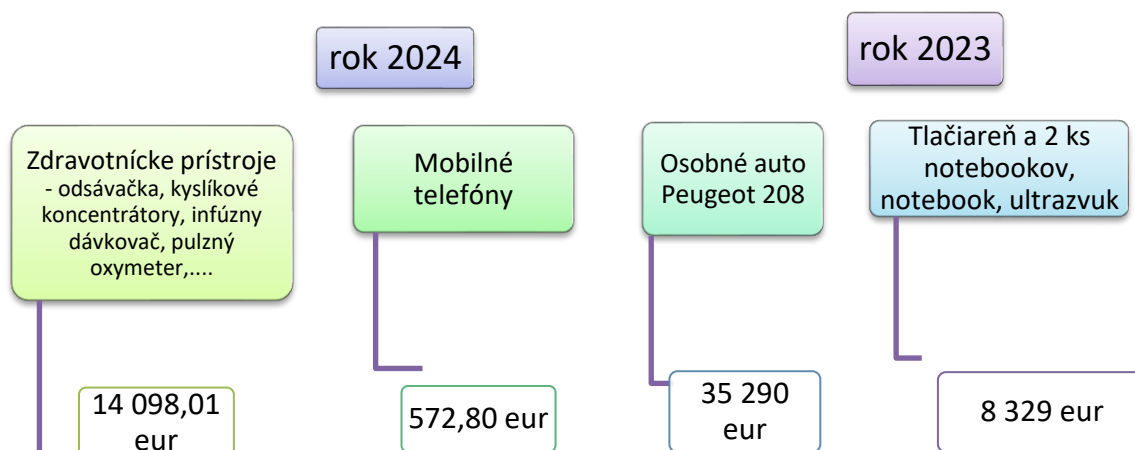 rok 2024
rok 2023
Zdravotnícke prístroje
- odsávačka, kyslíkové
koncentrátory, infúzny
dávkovač, pulzný
oxymeter,....
Mobilné
telefóny
Osobné auto
Peugeot 208
Tlačiareň a 2 ks
notebookov,
notebook, ultrazvuk
14 098,01
eur
572,80 eur
35 290
eur
8 329 eur